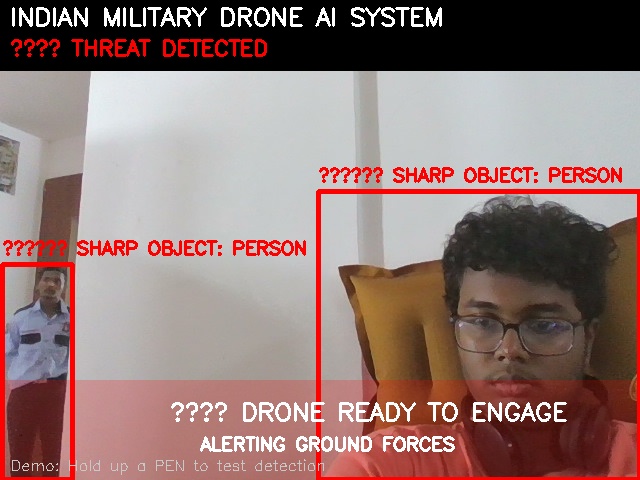 INDIAN MILITARY DRONE AI SYSTEM
???? THREAT DETECTED
?????? SHARP OBJECT: PERSON
?????? SHARP OBJECT: PERSON
???? DRONE READY TO ENGAGE
ALERTING GROUND FORCES
Demo: Hold up a PEN to test detection